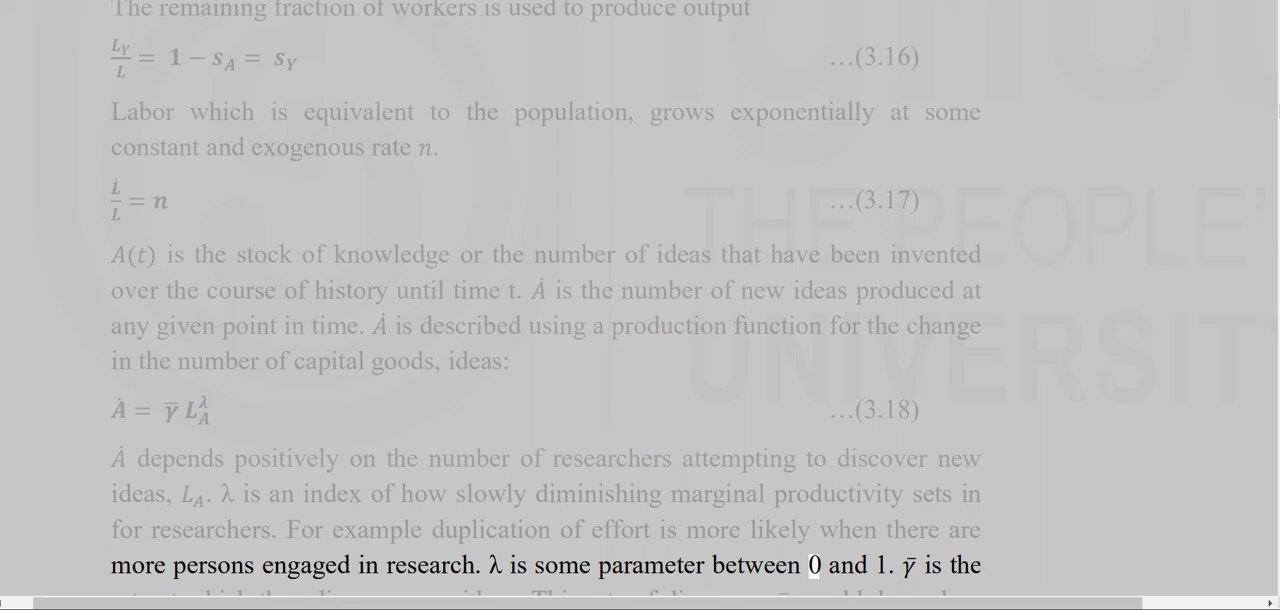 The remaining fraction of workers is used to produce output
L_Y/L = 1 − s_A = s_Y …(3.16)
Labor which is equivalent to the population, grows exponentially at some
constant and exogenous rate n.
L̇/L = n …(3.17)
THE PEOPLE'
A(t) is the stock of knowledge or the number of ideas that have been invented
over the course of history until time t. Ȧ is the number of new ideas produced at
any given point in time. Ȧ is described using a production function for the change
UNIVERSIT
in the number of capital goods, ideas:
Ȧ = γ̅ L_A^λ …(3.18)
Ȧ depends positively on the number of researchers attempting to discover new
ideas, L_A. λ is an index of how slowly diminishing marginal productivity sets in
for researchers. For example duplication of effort is more likely when there are
more persons engaged in research. λ is some parameter between 0 and 1. γ̅ is the